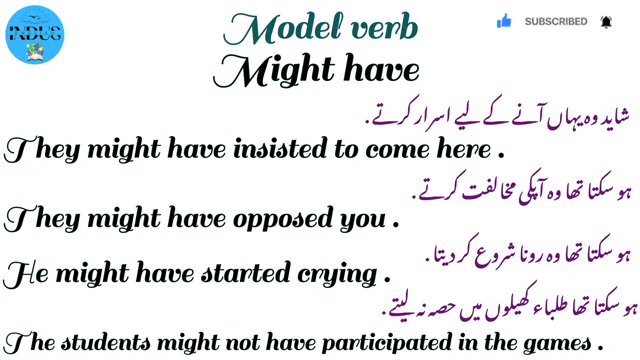 INDUS
SUBSCRIBED
Model verb
Might have
شاید وہ یہاں آنے کے لیے اسرار کرتے .
They might have insisted to come here .
ہو سکتا تھا وہ آپکی مخالفت کرتے .
They might have opposed you .
ہو سکتا تھا وہ رونا شروع کر دیتا .
He might have started crying .
ہو سکتا تھا طلباء کھیلوں میں حصہ نہ لیتے .
The students might not have participated in the games .